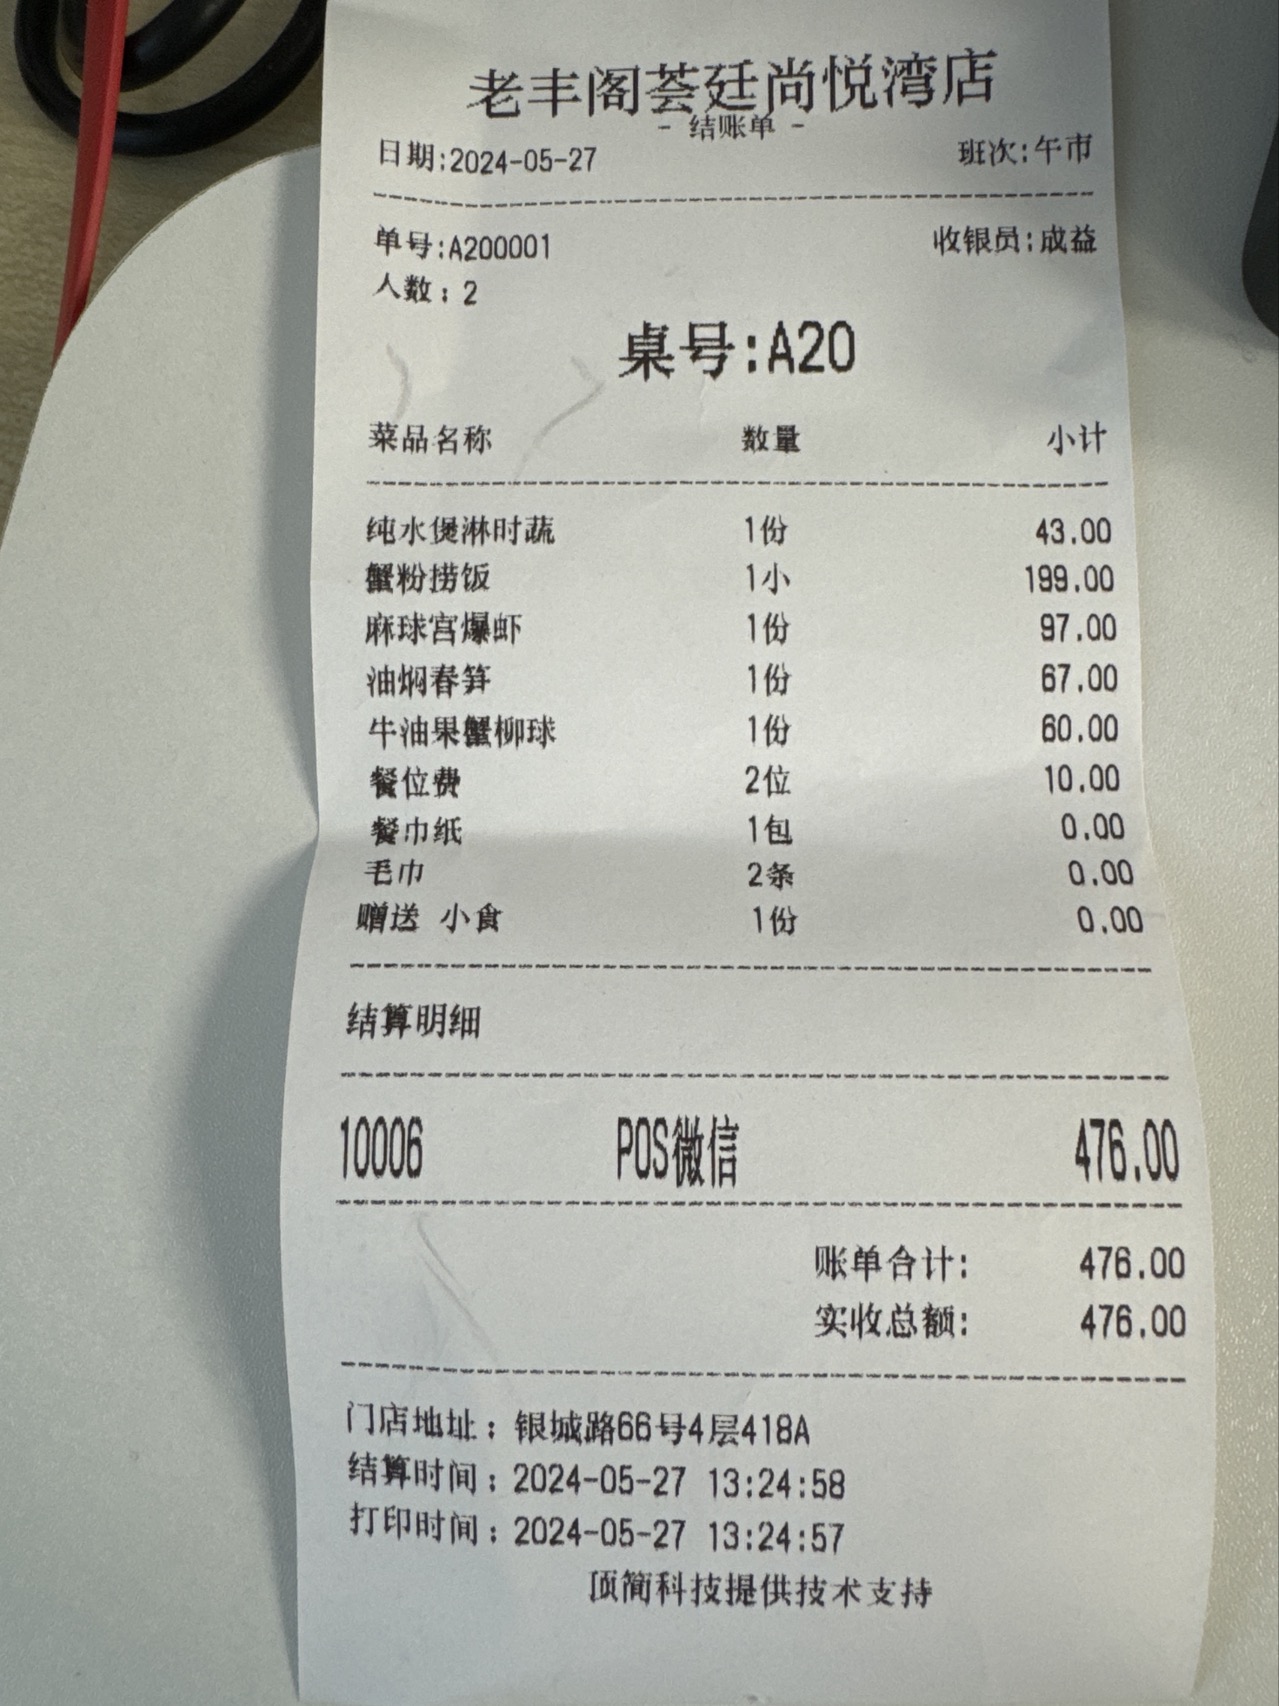 老丰阁荟廷尚悦湾店
- 结账单 -
日期:2024-05-27 班次:午市
单号:A200001 收银员:成益
人数:2
桌号:A20
菜品名称 数量 小计
纯水煲淋时蔬 1份 43.00
蟹粉捞饭 1小 199.00
麻球宫爆虾 1份 97.00
油焖春笋 1份 67.00
牛油果蟹柳球 1份 60.00
餐位费 2位 10.00
餐巾纸 1包 0.00
毛巾 2条 0.00
赠送 小食 1份 0.00
结算明细
10006 POS微信 476.00
账单合计: 476.00
实收总额: 476.00
门店地址:银城路66号4层418A
结算时间:2024-05-27 13:24:58
打印时间:2024-05-27 13:24:57
顶简科技提供技术支持